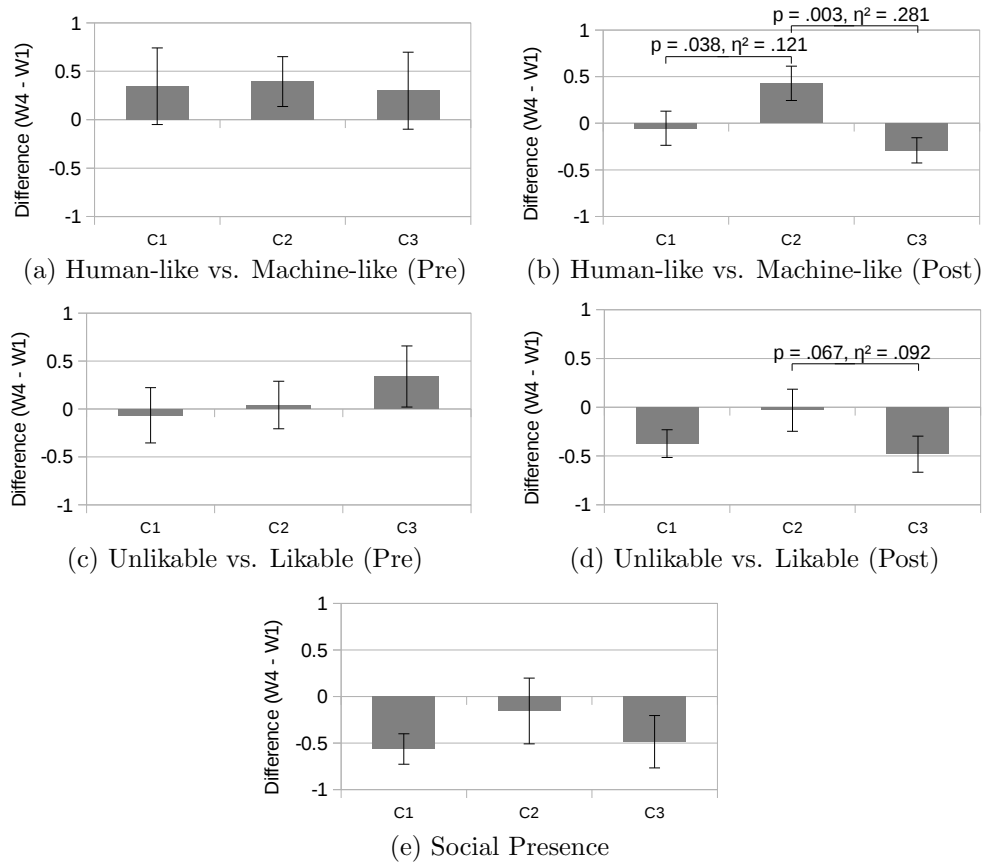 p = .003, η² = .281
p = .038, η² = .121
Difference (W4 - W1)
1
0.5
0
-0.5
-1
C1 C2 C3
(a) Human-like vs. Machine-like (Pre)
Difference (W4 - W1)
1
0.5
0
-0.5
-1
C1 C2 C3
(b) Human-like vs. Machine-like (Post)
Difference (W4 - W1)
1
0.5
0
-0.5
-1
C1 C2 C3
(c) Unlikable vs. Likable (Pre)
p = .067, η² = .092
Difference (W4 - W1)
1
0.5
0
-0.5
-1
C1 C2 C3
(d) Unlikable vs. Likable (Post)
Difference (W4 - W1)
1
0.5
0
-0.5
-1
C1 C2 C3
(e) Social Presence